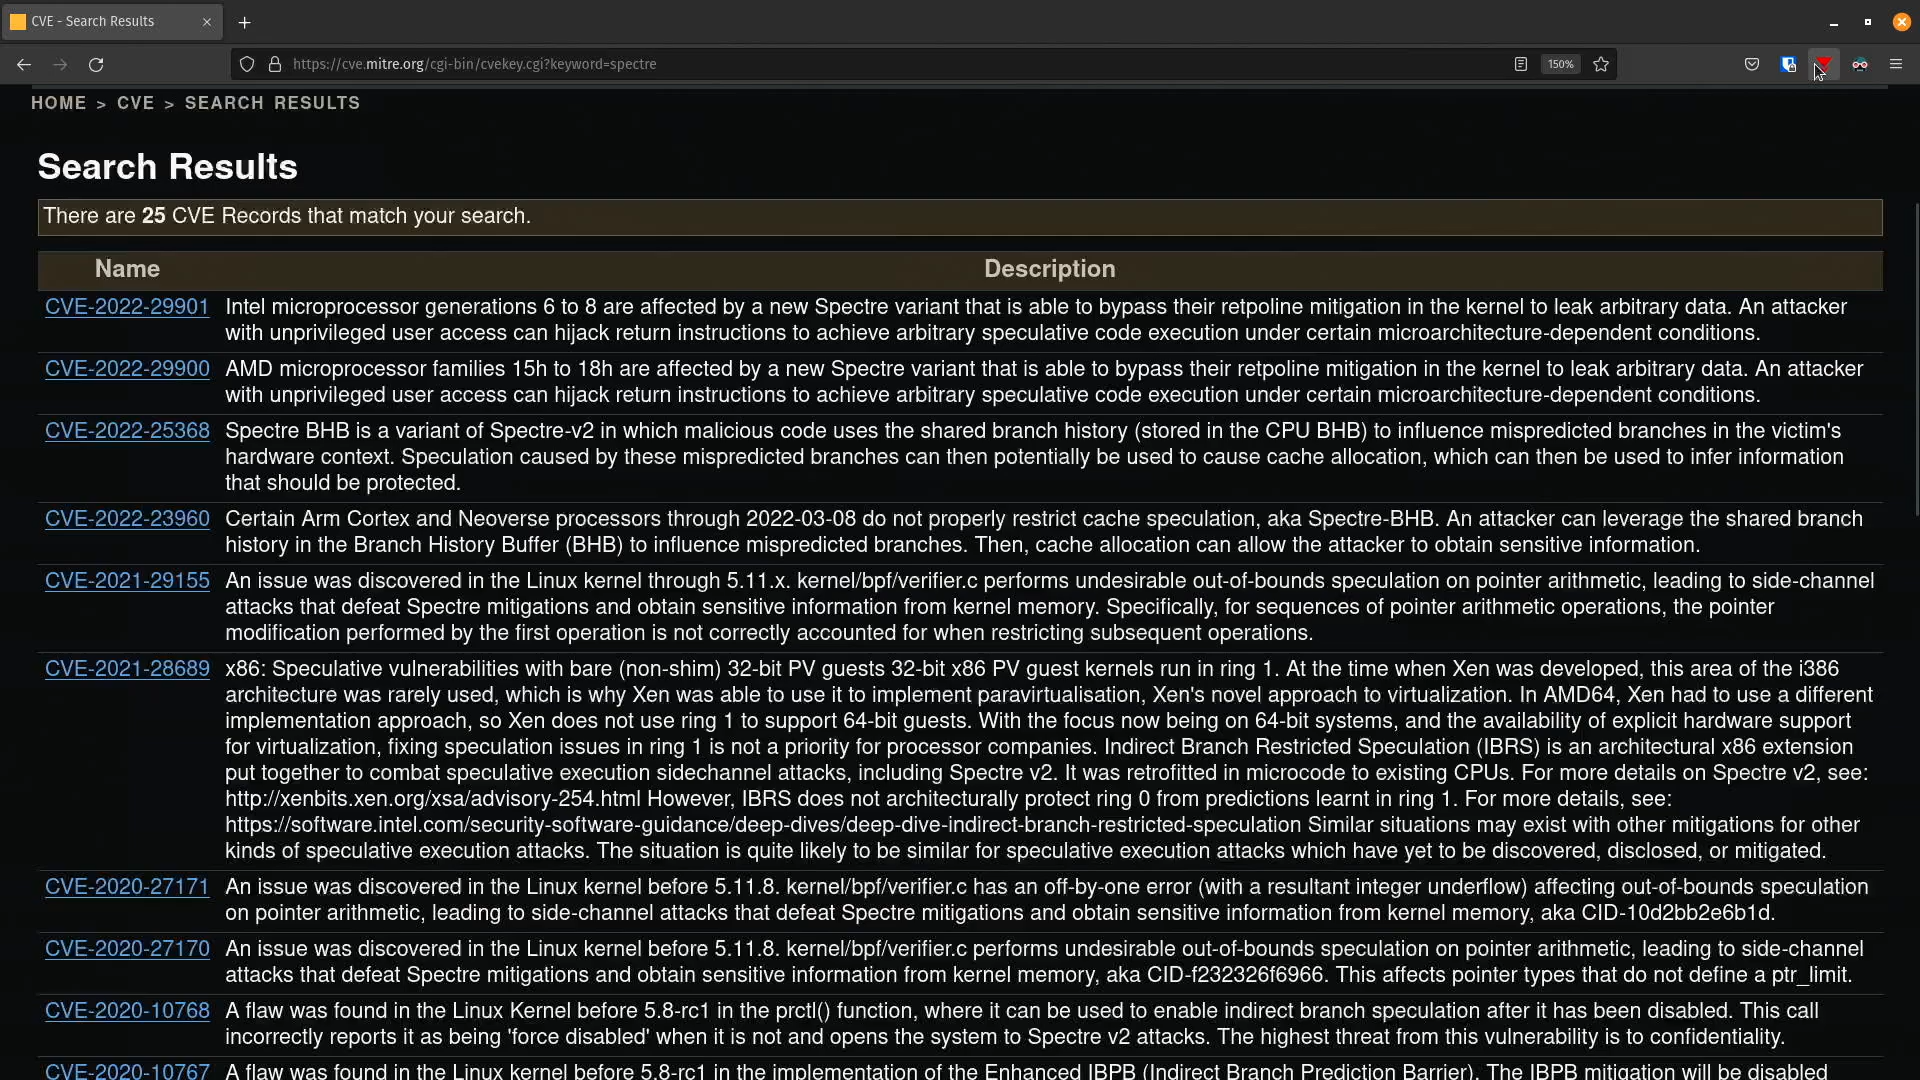 CVE - Search Results
https://cve.mitre.org/cgi-bin/cvekey.cgi?keyword=spectre
150%
HOME > CVE > SEARCH RESULTS
Search Results
There are 25 CVE Records that match your search.
Name Description
CVE-2022-29901 Intel microprocessor generations 6 to 8 are affected by a new Spectre variant that is able to bypass their retpoline mitigation in the kernel to leak arbitrary data. An attacker
with unprivileged user access can hijack return instructions to achieve arbitrary speculative code execution under certain microarchitecture-dependent conditions.
CVE-2022-29900 AMD microprocessor families 15h to 18h are affected by a new Spectre variant that is able to bypass their retpoline mitigation in the kernel to leak arbitrary data. An attacker
with unprivileged user access can hijack return instructions to achieve arbitrary speculative code execution under certain microarchitecture-dependent conditions.
CVE-2022-25368 Spectre BHB is a variant of Spectre-v2 in which malicious code uses the shared branch history (stored in the CPU BHB) to influence mispredicted branches in the victim's
hardware context. Speculation caused by these mispredicted branches can then potentially be used to cause cache allocation, which can then be used to infer information
that should be protected.
CVE-2022-23960 Certain Arm Cortex and Neoverse processors through 2022-03-08 do not properly restrict cache speculation, aka Spectre-BHB. An attacker can leverage the shared branch
history in the Branch History Buffer (BHB) to influence mispredicted branches. Then, cache allocation can allow the attacker to obtain sensitive information.
CVE-2021-29155 An issue was discovered in the Linux kernel through 5.11.x. kernel/bpf/verifier.c performs undesirable out-of-bounds speculation on pointer arithmetic, leading to side-channel
attacks that defeat Spectre mitigations and obtain sensitive information from kernel memory. Specifically, for sequences of pointer arithmetic operations, the pointer
modification performed by the first operation is not correctly accounted for when restricting subsequent operations.
CVE-2021-28689 x86: Speculative vulnerabilities with bare (non-shim) 32-bit PV guests 32-bit x86 PV guest kernels run in ring 1. At the time when Xen was developed, this area of the i386
architecture was rarely used, which is why Xen was able to use it to implement paravirtualisation, Xen's novel approach to virtualization. In AMD64, Xen had to use a different
implementation approach, so Xen does not use ring 1 to support 64-bit guests. With the focus now being on 64-bit systems, and the availability of explicit hardware support
for virtualization, fixing speculation issues in ring 1 is not a priority for processor companies. Indirect Branch Restricted Speculation (IBRS) is an architectural x86 extension
put together to combat speculative execution sidechannel attacks, including Spectre v2. It was retrofitted in microcode to existing CPUs. For more details on Spectre v2, see:
http://xenbits.xen.org/xsa/advisory-254.html However, IBRS does not architecturally protect ring 0 from predictions learnt in ring 1. For more details, see:
https://software.intel.com/security-software-guidance/deep-dives/deep-dive-indirect-branch-restricted-speculation Similar situations may exist with other mitigations for other
kinds of speculative execution attacks. The situation is quite likely to be similar for speculative execution attacks which have yet to be discovered, disclosed, or mitigated.
CVE-2020-27171 An issue was discovered in the Linux kernel before 5.11.8. kernel/bpf/verifier.c has an off-by-one error (with a resultant integer underflow) affecting out-of-bounds speculation
on pointer arithmetic, leading to side-channel attacks that defeat Spectre mitigations and obtain sensitive information from kernel memory, aka CID-10d2bb2e6b1d.
CVE-2020-27170 An issue was discovered in the Linux kernel before 5.11.8. kernel/bpf/verifier.c performs undesirable out-of-bounds speculation on pointer arithmetic, leading to side-channel
attacks that defeat Spectre mitigations and obtain sensitive information from kernel memory, aka CID-f232326f6966. This affects pointer types that do not define a ptr_limit.
CVE-2020-10768 A flaw was found in the Linux Kernel before 5.8-rc1 in the prctl() function, where it can be used to enable indirect branch speculation after it has been disabled. This call
incorrectly reports it as being 'force disabled' when it is not and opens the system to Spectre v2 attacks. The highest threat from this vulnerability is to confidentiality.
CVE-2020-10767 A flaw was found in the Linux kernel before 5.8-rc1 in the implementation of the Enhanced IBPB (Indirect Branch Prediction Barrier). The IBPB mitigation will be disabled